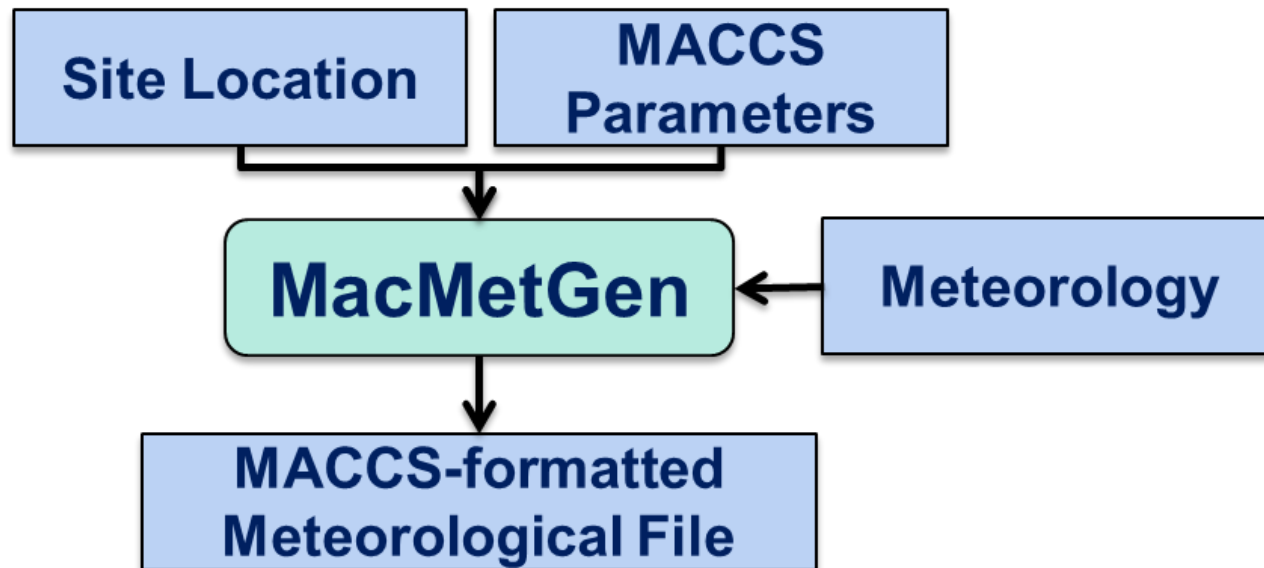 Site Location
MACCS
Parameters
MacMetGen
Meteorology
MACCS-formatted
Meteorological File